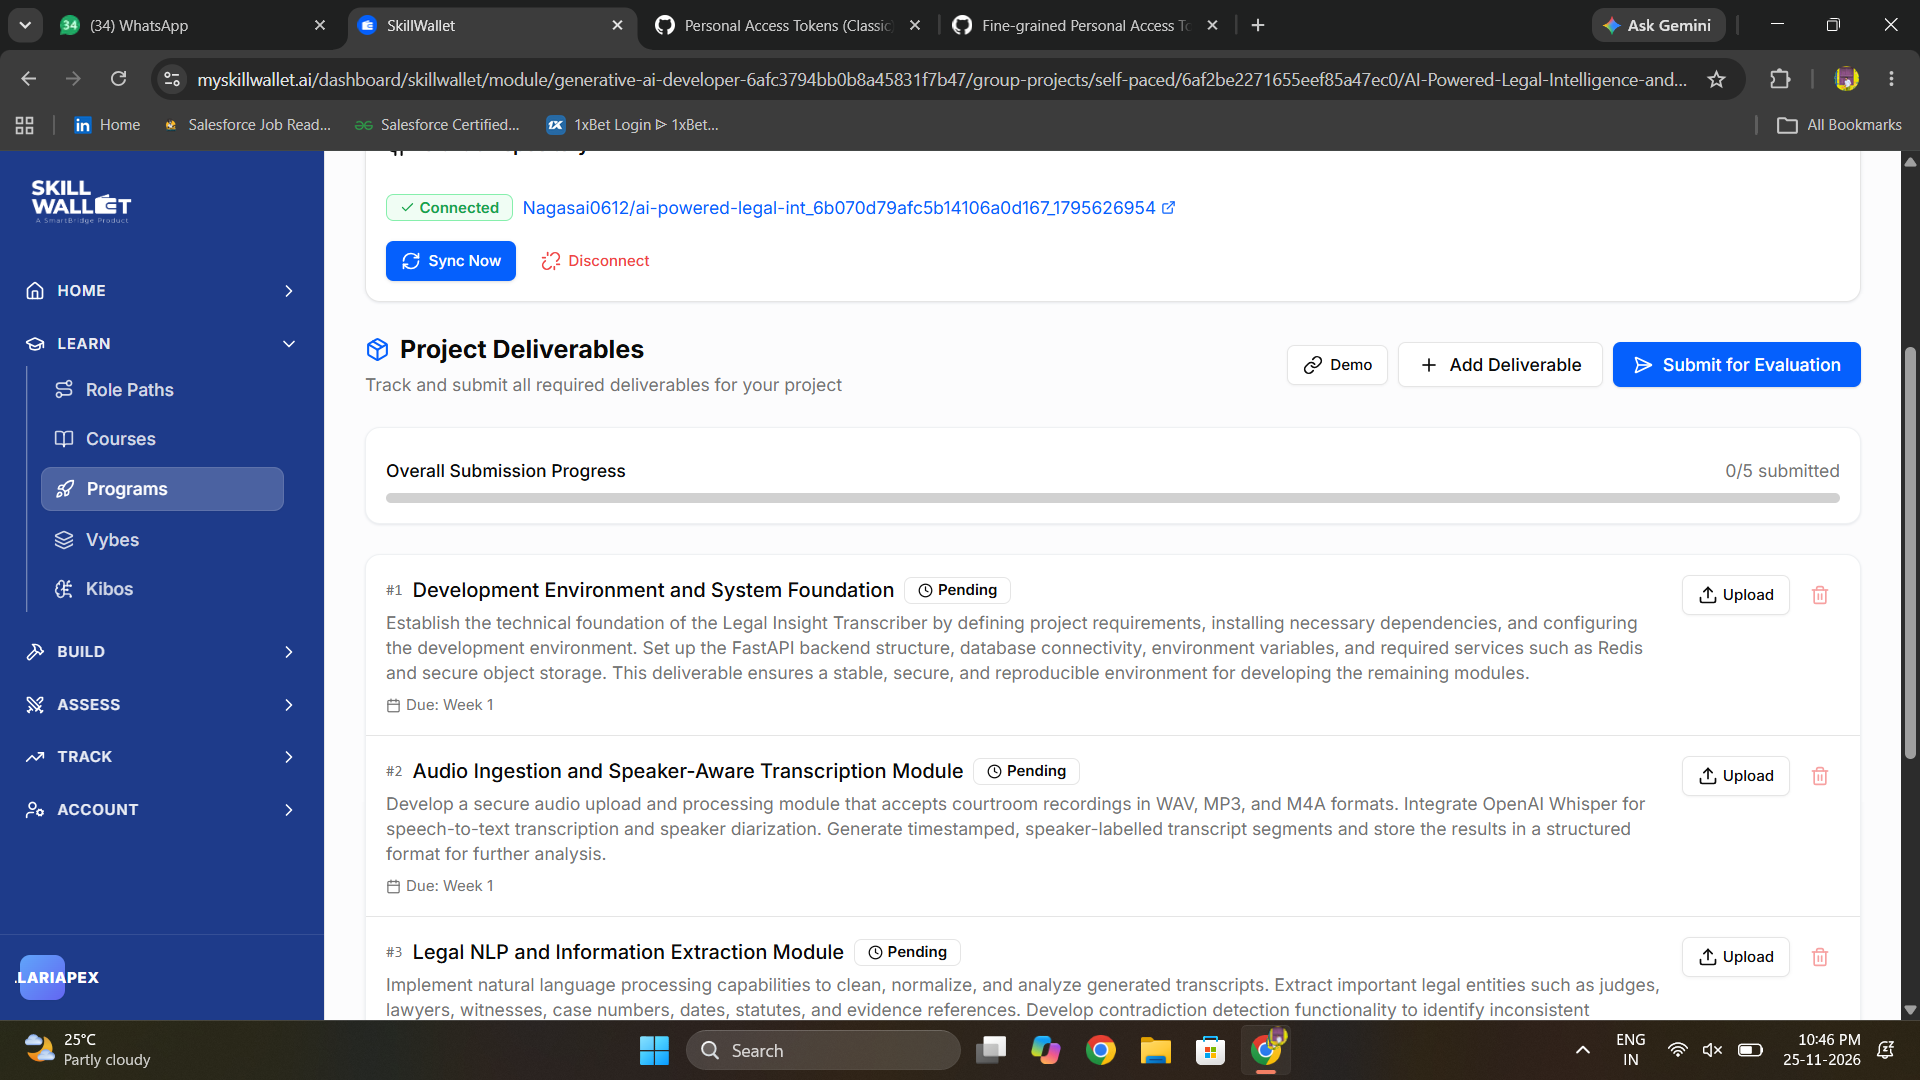 34
(34) WhatsApp
SkillWallet
Personal Access Tokens (Classic
Fine-grained Personal Access To
Ask Gemini
myskillwallet.ai/dashboard/skillwallet/module/generative-ai-developer-6afc3794bb0b8a45831f7b47/group-projects/self-paced/6af2be2271655eef85a47ec0/AI-Powered-Legal-Intelligence-and...
in Home
Salesforce Job Read...
Salesforce Certified...
1X 1xBet Login ᐅ 1xBet...
All Bookmarks
SKILL
WALLET
A SmartBridge Product
HOME
LEARN
Role Paths
Courses
Programs
Vybes
Kibos
BUILD
ASSESS
TRACK
ACCOUNT
LARIAPEX
Connected
Nagasai0612/ai-powered-legal-int_6b070d79afc5b14106a0d167_1795626954
Sync Now
Disconnect
Project Deliverables
Track and submit all required deliverables for your project
Demo
Add Deliverable
Submit for Evaluation
Overall Submission Progress
0/5 submitted
#1 Development Environment and System Foundation
Pending
Upload
Establish the technical foundation of the Legal Insight Transcriber by defining project requirements, installing necessary dependencies, and configuring
the development environment. Set up the FastAPI backend structure, database connectivity, environment variables, and required services such as Redis
and secure object storage. This deliverable ensures a stable, secure, and reproducible environment for developing the remaining modules.
Due: Week 1
#2 Audio Ingestion and Speaker-Aware Transcription Module
Pending
Upload
Develop a secure audio upload and processing module that accepts courtroom recordings in WAV, MP3, and M4A formats. Integrate OpenAI Whisper for
speech-to-text transcription and speaker diarization. Generate timestamped, speaker-labelled transcript segments and store the results in a structured
format for further analysis.
Due: Week 1
#3 Legal NLP and Information Extraction Module
Pending
Upload
Implement natural language processing capabilities to clean, normalize, and analyze generated transcripts. Extract important legal entities such as judges,
lawyers, witnesses, case numbers, dates, statutes, and evidence references. Develop contradiction detection functionality to identify inconsistent
25°C
Partly cloudy
Search
ENG
IN
10:46 PM
25-11-2026